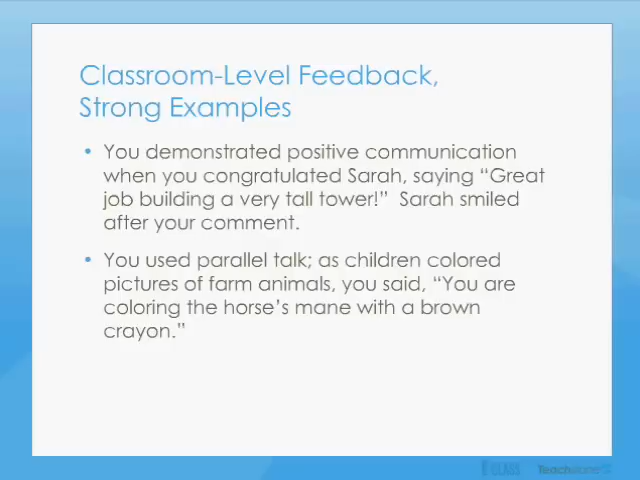 Classroom-Level Feedback,
Strong Examples
• You demonstrated positive communication
when you congratulated Sarah, saying “Great
job building a very tall tower!”  Sarah smiled
after your comment.
• You used parallel talk; as children colored
pictures of farm animals, you said, “You are
coloring the horse’s mane with a brown
crayon.”
CLASS Teachstone